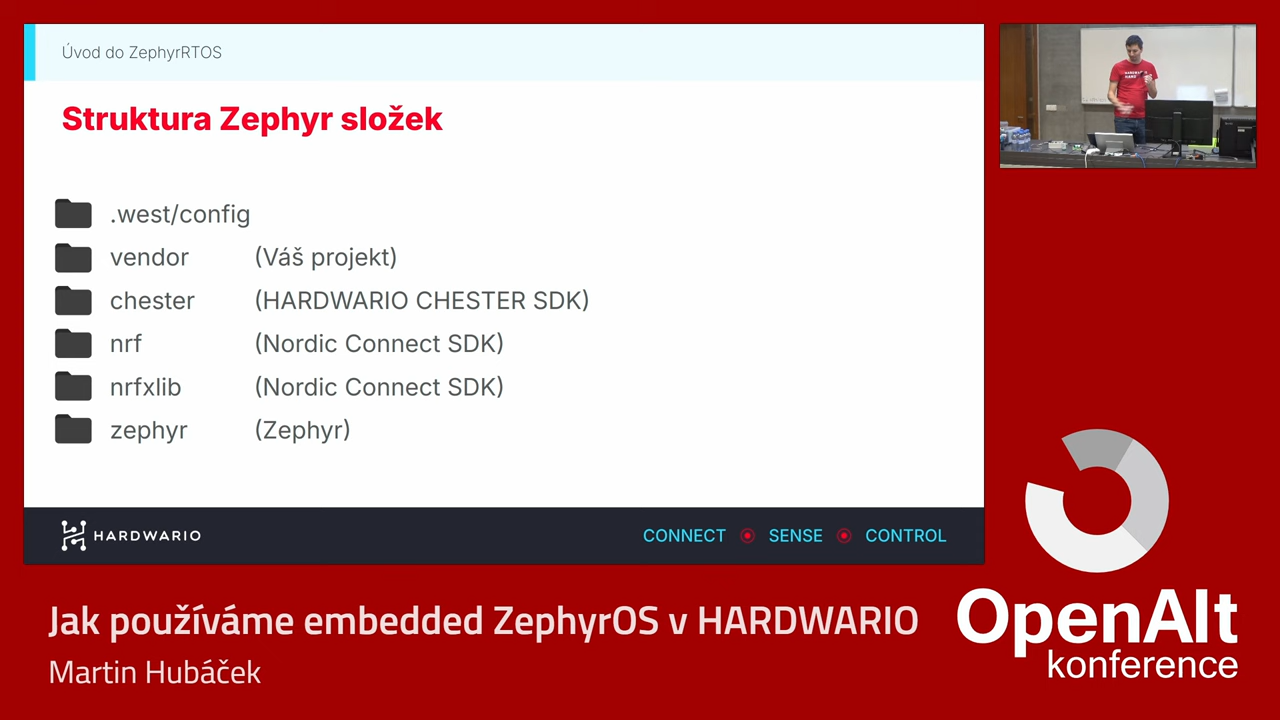 Úvod do ZephyrRTOS
Struktura Zephyr složek
.west/config
vendor (Váš projekt)
chester (HARDWARIO CHESTER SDK)
nrf (Nordic Connect SDK)
nrfxlib (Nordic Connect SDK)
zephyr (Zephyr)
HARDWARIO
CONNECT SENSE CONTROL
Jak používáme embedded ZephyrOS v HARDWARIO
Martin Hubáček
OpenAlt
konference